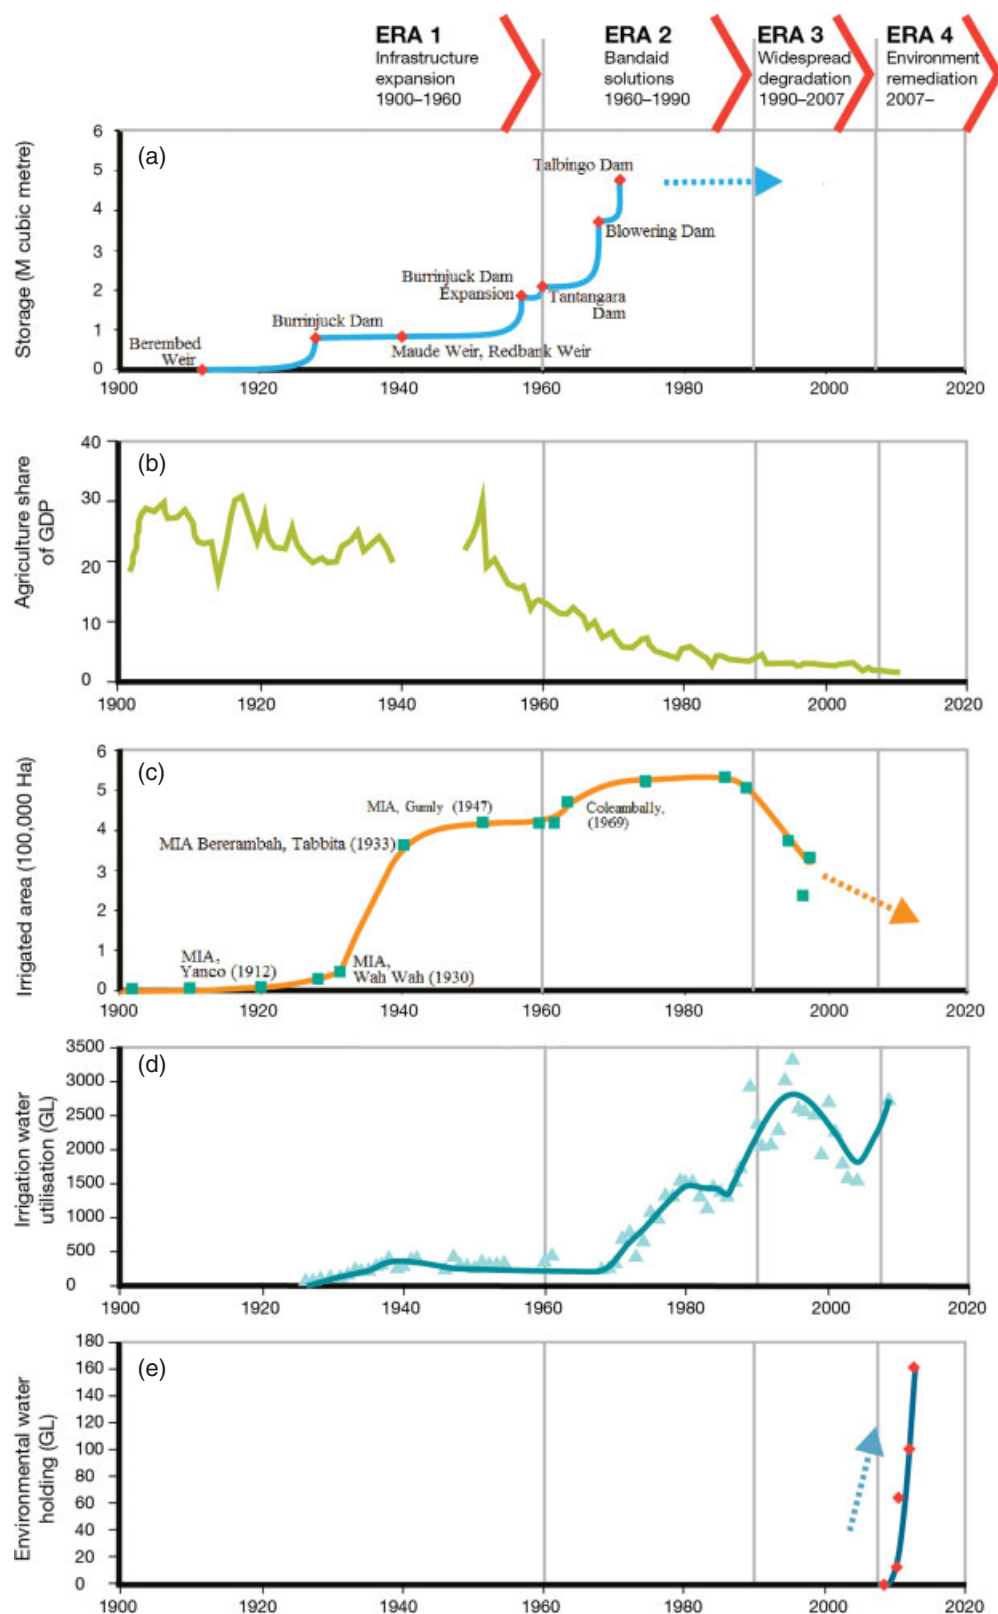 ERA 1
Infrastructure
expansion
1900–1960
ERA 2
Bandaid
solutions
1960–1990
ERA 3
Widespread
degradation
1990–2007
ERA 4
Environment
remediation
2007–
(a)
Storage (M cubic metre)
6
5
4
3
2
1
0
Berembed
Weir
Burrinjuck Dam
Maude Weir, Redbank Weir
Burrinjuck Dam
Expansion
Tantangara
Dam
Blowering Dam
Talbingo Dam
1900
1920
1940
1960
1980
2000
2020
(b)
Agriculture share
of GDP
40
30
20
10
0
1900
1920
1940
1960
1980
2000
2020
(c)
Irrigated area (100,000 Ha)
6
5
4
3
2
1
0
MIA,
Yanco (1912)
MIA,
Wah Wah (1930)
MIA Bererambah, Tabbita (1933)
MIA, Gumly (1947)
Coleambally,
(1969)
1900
1920
1940
1960
1980
2000
2020
(d)
Irrigation water
utilisation (GL)
3500
3000
2500
2000
1500
1000
500
0
1900
1920
1940
1960
1980
2000
2020
(e)
Environmental water
holding (GL)
180
160
140
120
100
80
60
40
20
0
1900
1920
1940
1960
1980
2000
2020